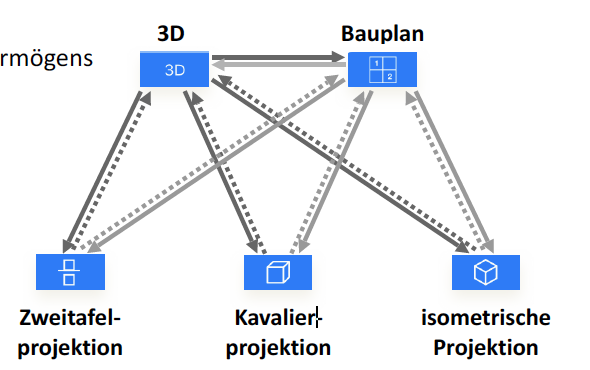 3D
Bauplan
rmögens
3D
1
2
Zweitafel-
projektion
Kavalier-
projektion
isometrische
Projektion